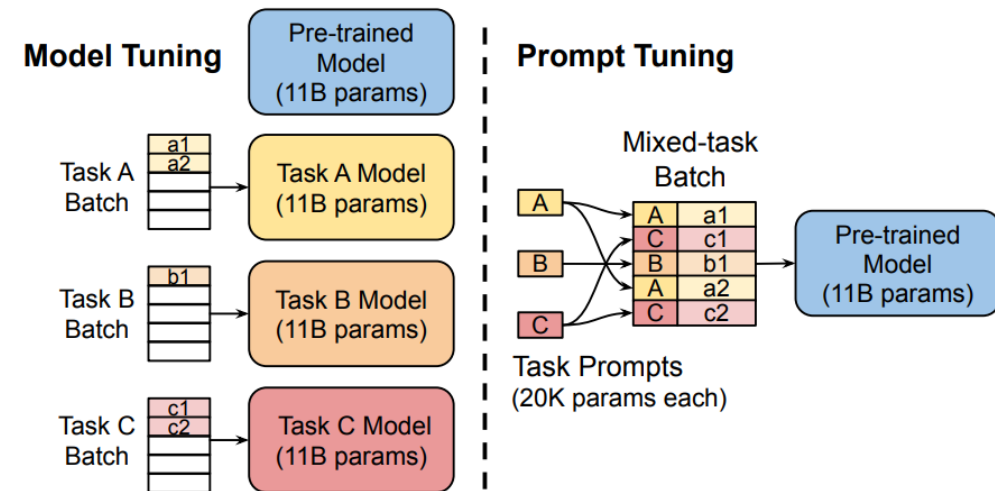 Model Tuning
Pre-trained
Model
(11B params)
Task A
Batch
a1
a2
Task A Model
(11B params)
Task B
Batch
b1
Task B Model
(11B params)
Task C
Batch
c1
c2
Task C Model
(11B params)
Prompt Tuning
Mixed-task
Batch
A
B
C
A a1
C c1
B b1
A a2
C c2
Pre-trained
Model
(11B params)
Task Prompts
(20K params each)